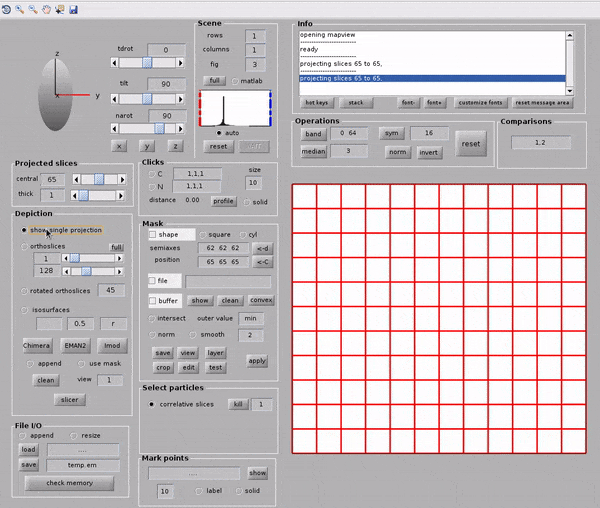 z
x
y
tdrot 0
tilt 90
narot 90
x y z
Scene
rows 1
columns 1
fig 3
full matlab
auto
reset
Info
opening mapview
------------------------
ready
projecting slices 65 to 65,
------------------------
projecting slices 65 to 65,
hot keys stack font- font+ customize fonts reset message area
Operations
band 0 64 sym 16 reset
median 3 norm invert
Comparisons
1,2
Projected slices
central 65
thick 1
Clicks
C 1,1,1 size
N 1,1,1 10
distance 0.00 profile solid
Depiction
show single projection
orthoslices full
1
128
rotated orthoslices 45
isosurfaces
0.5 r
Chimera EMAN2 Imod
append use mask
clean view 1
slicer
Mask
shape square cyl
semiaxes 62 62 62 <-d
position 65 65 65 <-C
file
buffer show clean convex
intersect outer value min
norm smooth 2
save view layer apply
crop edit test
Select particles
correlative slices kill 1
File I/O
append resize
load ....
save temp.em
check memory
Mark points
.... show
10 label solid